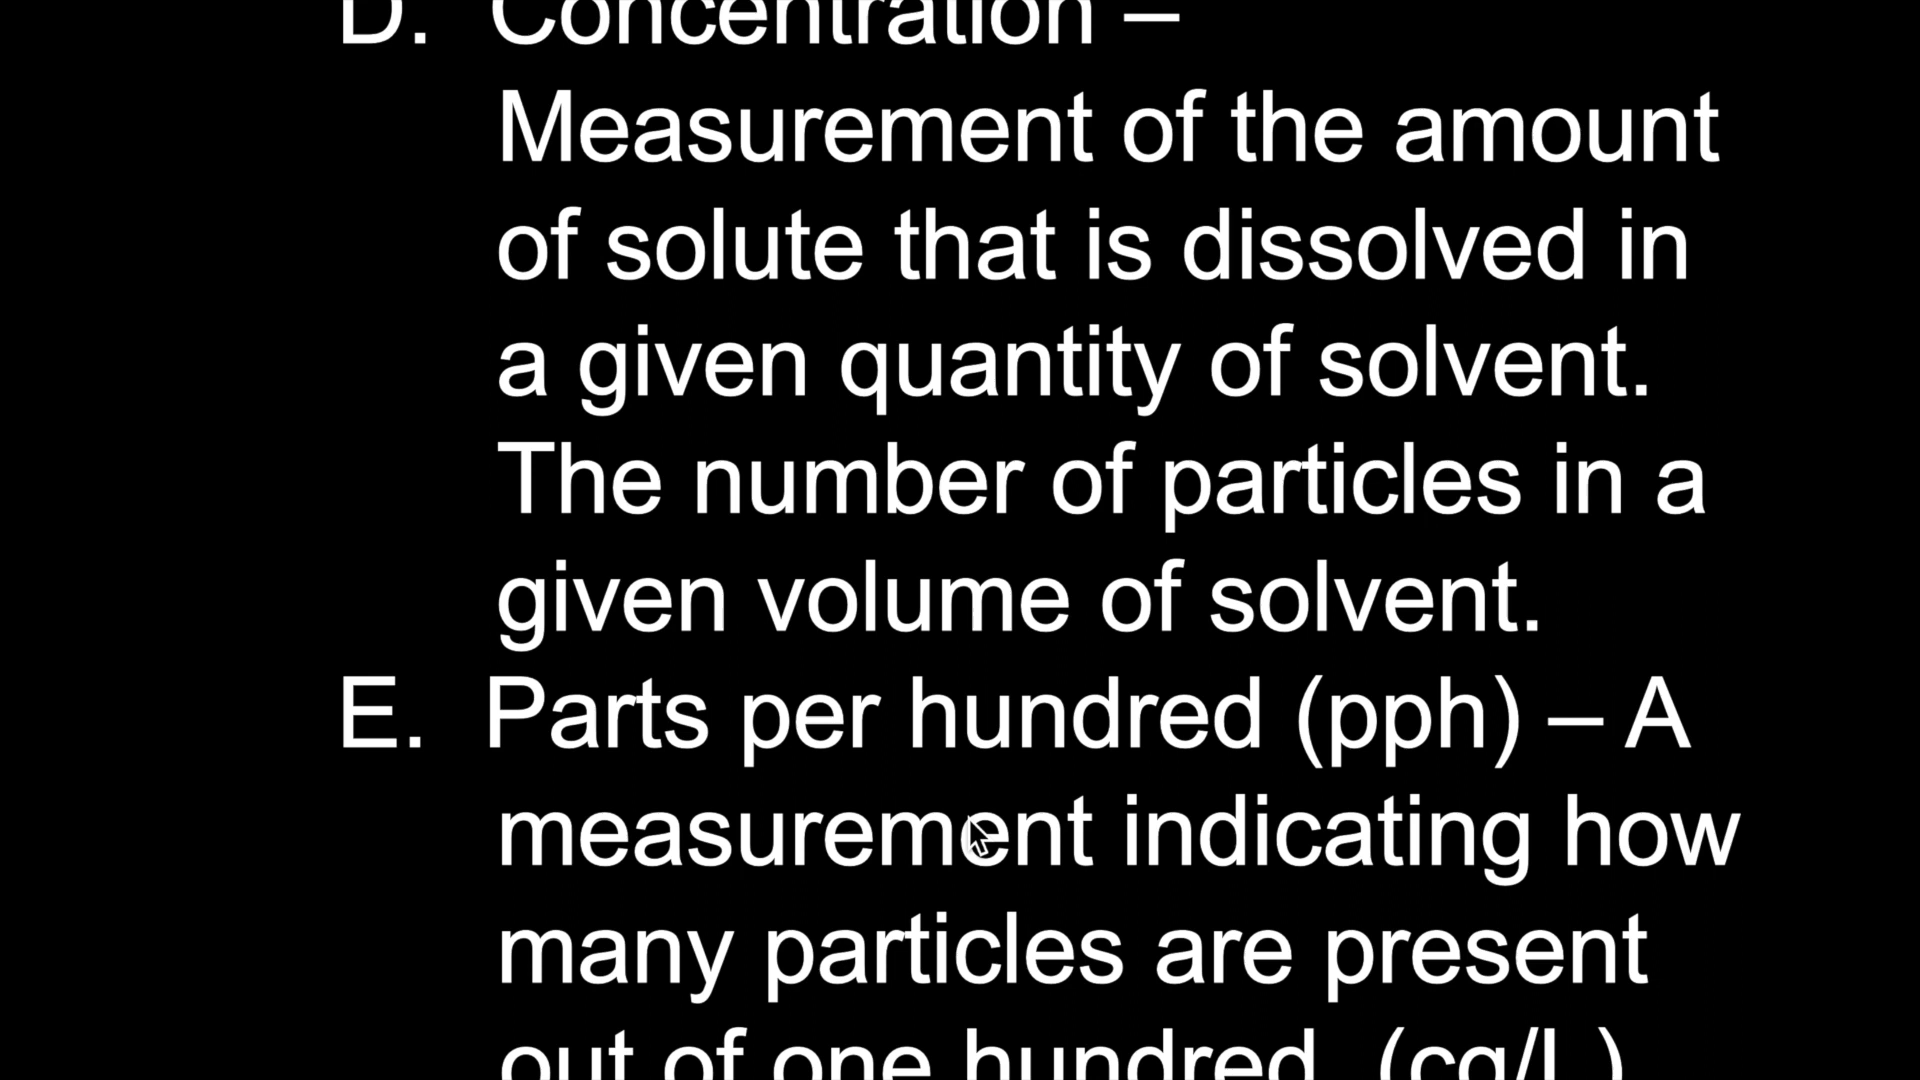 D. Concentration –
Measurement of the amount
of solute that is dissolved in
a given quantity of solvent.
The number of particles in a
given volume of solvent.
E. Parts per hundred (pph) – A
measurement indicating how
many particles are present
out of one hundred. (cg/L)